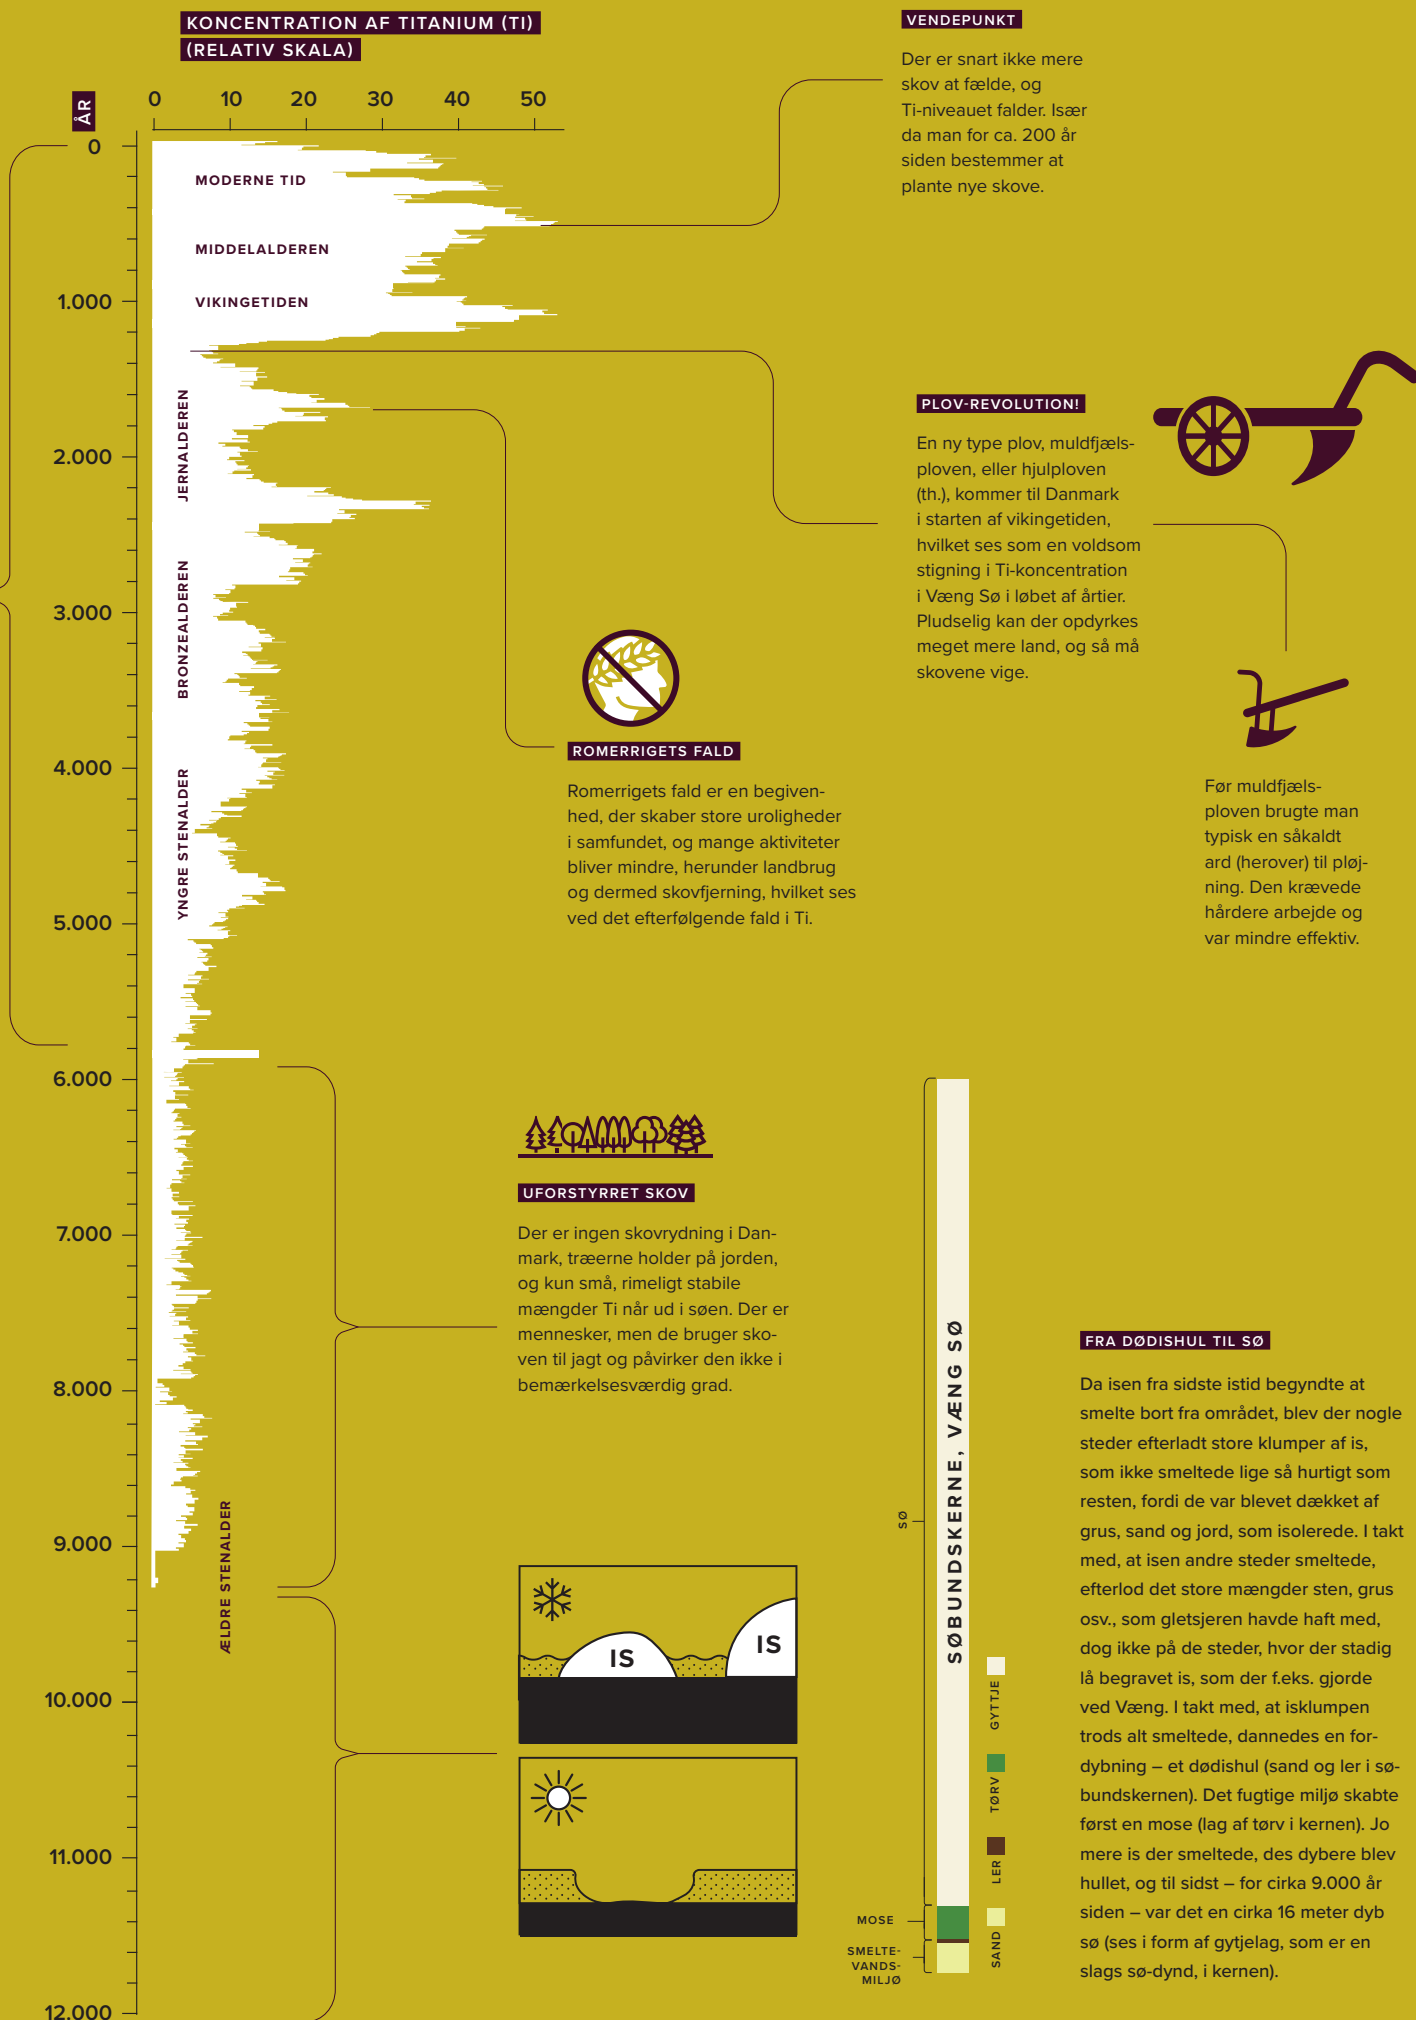 KONCENTRATION AF TITANIUM (TI)
(RELATIV SKALA)
ÅR
0 10 20 30 40 50
0
1.000
2.000
3.000
4.000
5.000
6.000
7.000
8.000
9.000
10.000
11.000
12.000
MODERNE TID
MIDDELALDEREN
VIKINGETIDEN
JERNALDEREN
BRONZEALDEREN
YNGRE STENALDER
ÆLDRE STENALDER
VENDEPUNKT
Der er snart ikke mere
skov at fælde, og
Ti-niveauet falder. Især
da man for ca. 200 år
siden bestemmer at
plante nye skove.
PLOV-REVOLUTION!
En ny type plov, muldfjæls-
ploven, eller hjulploven
(th.), kommer til Danmark
i starten af vikingetiden,
hvilket ses som en voldsom
stigning i Ti-koncentration
i Væng Sø i løbet af årtier.
Pludselig kan der opdyrkes
meget mere land, og så må
skovene vige.
Før muldfjæls-
ploven brugte man
typisk en såkaldt
ard (herover) til pløj-
ning. Den krævede
hårdere arbejde og
var mindre effektiv.
ROMERRIGETS FALD
Romerrigets fald er en begiven-
hed, der skaber store uroligheder
i samfundet, og mange aktiviteter
bliver mindre, herunder landbrug
og dermed skovfjerning, hvilket ses
ved det efterfølgende fald i Ti.
UFORSTYRRET SKOV
Der er ingen skovrydning i Dan-
mark, træerne holder på jorden,
og kun små, rimeligt stabile
mængder Ti når ud i søen. Der er
mennesker, men de bruger sko-
ven til jagt og påvirker den ikke i
bemærkelsesværdig grad.
IS
IS
SØ
SØBUNDSKERNE, VÆNG SØ
MOSE
SMELTE-
VANDS-
MILJØ
GYTTJE
TØRV
LER
SAND
FRA DØDISHUL TIL SØ
Da isen fra sidste istid begyndte at
smelte bort fra området, blev der nogle
steder efterladt store klumper af is,
som ikke smeltede lige så hurtigt som
resten, fordi de var blevet dækket af
grus, sand og jord, som isolerede. I takt
med, at isen andre steder smeltede,
efterlod det store mængder sten, grus
osv., som gletsjeren havde haft med,
dog ikke på de steder, hvor der stadig
lå begravet is, som der f.eks. gjorde
ved Væng. I takt med, at isklumpen
trods alt smeltede, dannedes en for-
dybning – et dødishul (sand og ler i sø-
bundskernen). Det fugtige miljø skabte
først en mose (lag af tørv i kernen). Jo
mere is der smeltede, des dybere blev
hullet, og til sidst – for cirka 9.000 år
siden – var det en cirka 16 meter dyb
sø (ses i form af gytjelag, som er en
slags sø-dynd, i kernen).